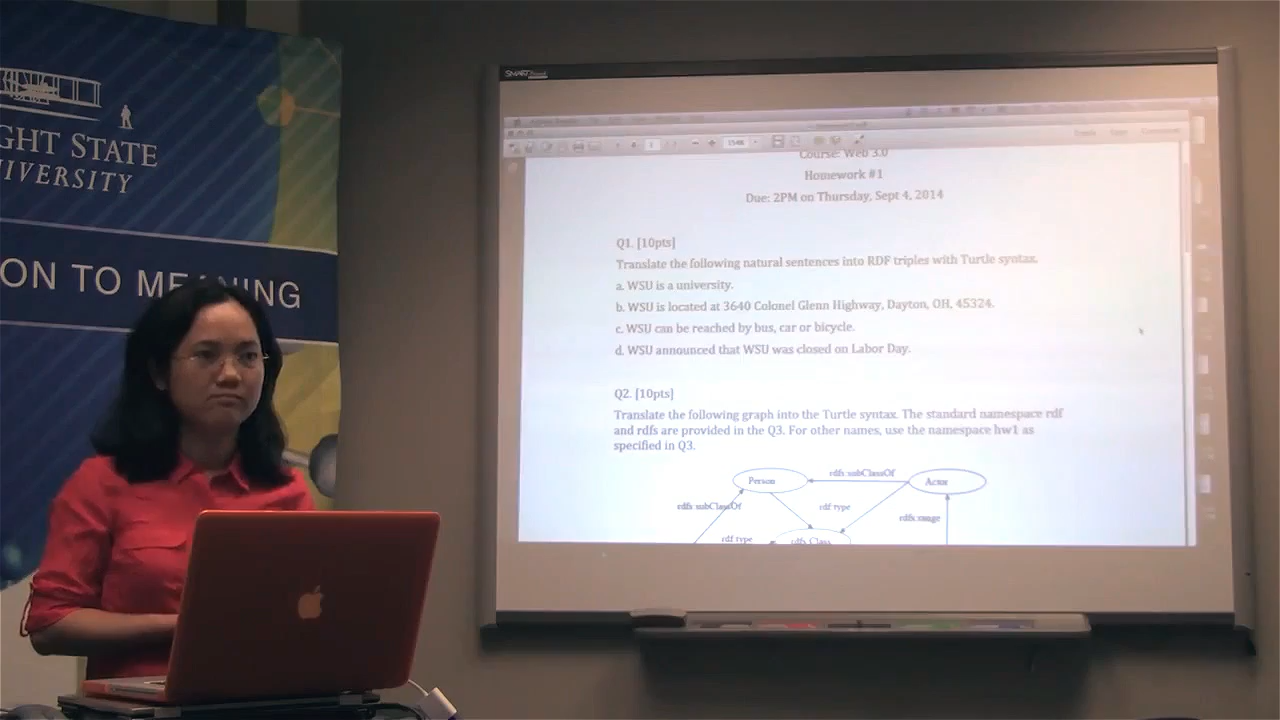 GHT STATE
IVERSITY
ON TO MEANING
SMART Board
Course: Web 3.0
Homework #1
Due: 2PM on Thursday, Sept 4, 2014
Q1. [10pts]
Translate the following natural sentences into RDF triples with Turtle syntax.
a. WSU is a university.
b. WSU is located at 3640 Colonel Glenn Highway, Dayton, OH, 45324.
c. WSU can be reached by bus, car or bicycle.
d. WSU announced that WSU was closed on Labor Day.
Q2. [10pts]
Translate the following graph into the Turtle syntax. The standard namespace rdf
and rdfs are provided in the Q3. For other names, use the namespace hw1 as
specified in Q3.
rdfs:subClassOf
Person
Actor
rdfs:subClassOf
rdf:type
rdfs:range
rdf:type
rdfs:Class